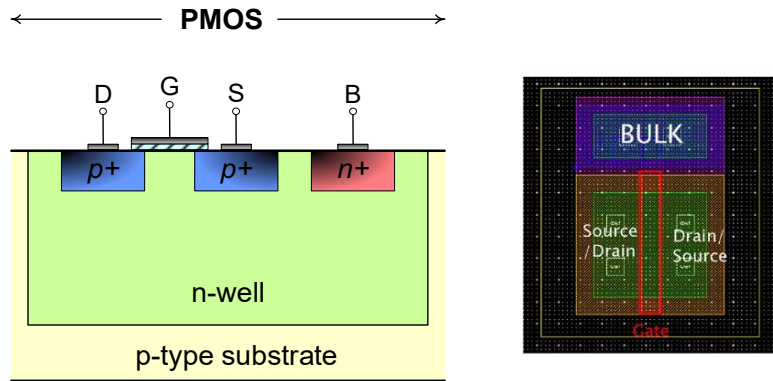 PMOS
D
G
S
B
p+
p+
n+
n-well
p-type substrate
BULK
Source
/Drain
Drain/
Source
Gate